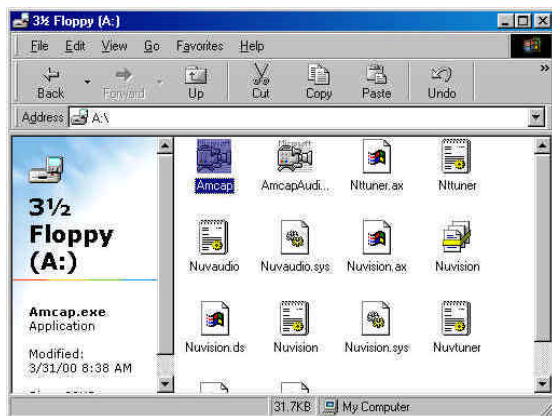 3½ Floppy (A:)
File Edit View Go Favorites Help
Back Forward Up Cut Copy Paste Undo
Address A:\
3½
Floppy
(A:)
Amcap.exe
Application
Modified:
3/31/00 8:38 AM
Microsoft Microsoft
Amcap AmcapAudi... Nttuner.ax Nttuner
Nuvaudio Nuvaudio.sys Nuvision.ax Nuvision
Nuvision.ds Nuvision Nuvision.sys Nuvtuner
31.7KB My Computer